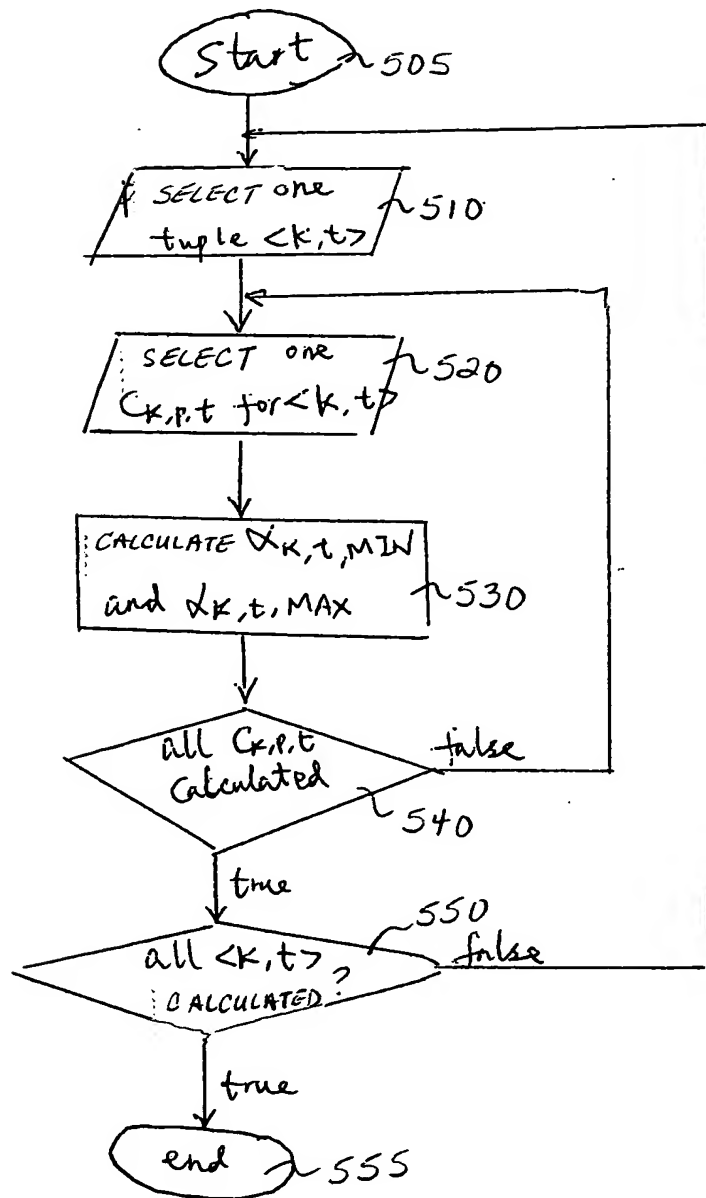 Start
505
SELECT one
tuple <k,t>
510
SELECT one
Ck,p,t for <k,t>
520
CALCULATE αk,t,MIN
and αk,t,MAX
530
all Ck,p,t
Calculated
false
540
true
550
all <k,t>
CALCULATED?
false
true
end
555